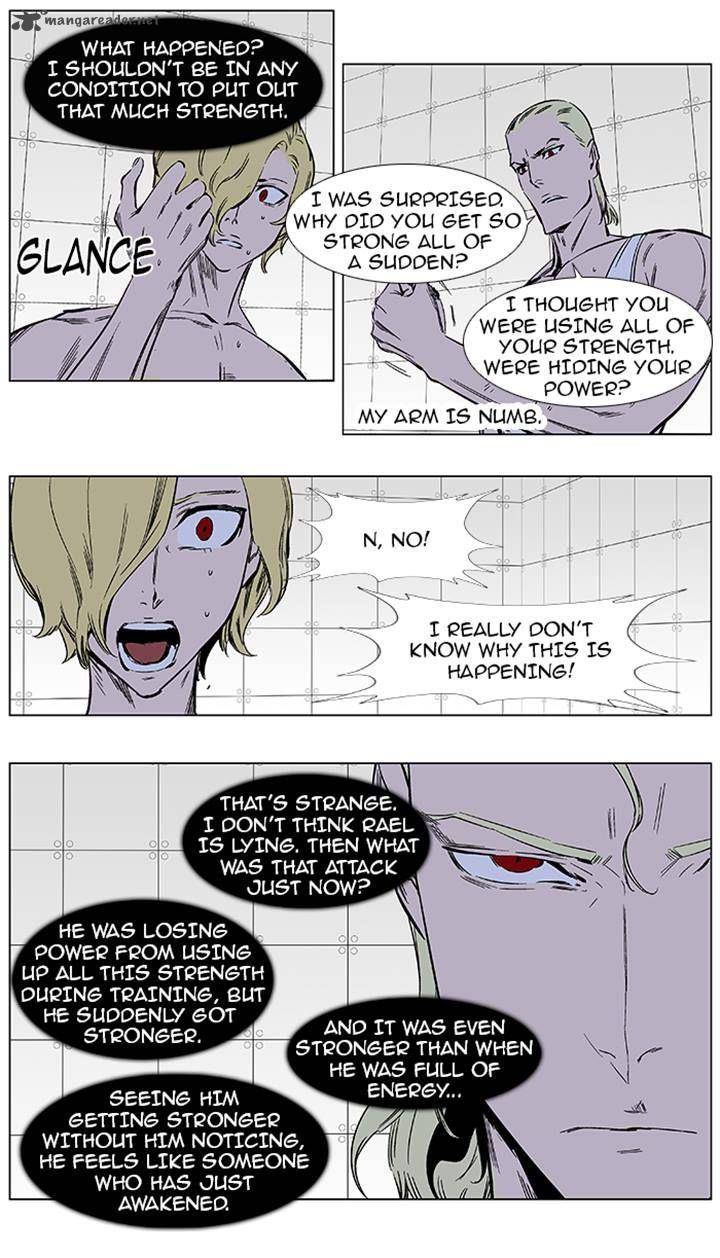 mangareader.net
WHAT HAPPENED?
I SHOULDN'T BE IN ANY
CONDITION TO PUT OUT
THAT MUCH STRENGTH.
GLANCE
I WAS SURPRISED.
WHY DID YOU GET SO
STRONG ALL OF
A SUDDEN?
I THOUGHT YOU
WERE USING ALL OF
YOUR STRENGTH.
WERE HIDING YOUR
POWER?
MY ARM IS NUMB.
N, NO!
I REALLY DON'T
KNOW WHY THIS IS
HAPPENING!
THAT'S STRANGE.
I DON'T THINK RAEL
IS LYING. THEN WHAT
WAS THAT ATTACK
JUST NOW?
HE WAS LOSING
POWER FROM USING
UP ALL THIS STRENGTH
DURING TRAINING, BUT
HE SUDDENLY GOT
STRONGER.
AND IT WAS EVEN
STRONGER THAN WHEN
HE WAS FULL OF
ENERGY...
SEEING HIM
GETTING STRONGER
WITHOUT HIM NOTICING,
HE FEELS LIKE SOMEONE
WHO HAS JUST
AWAKENED.